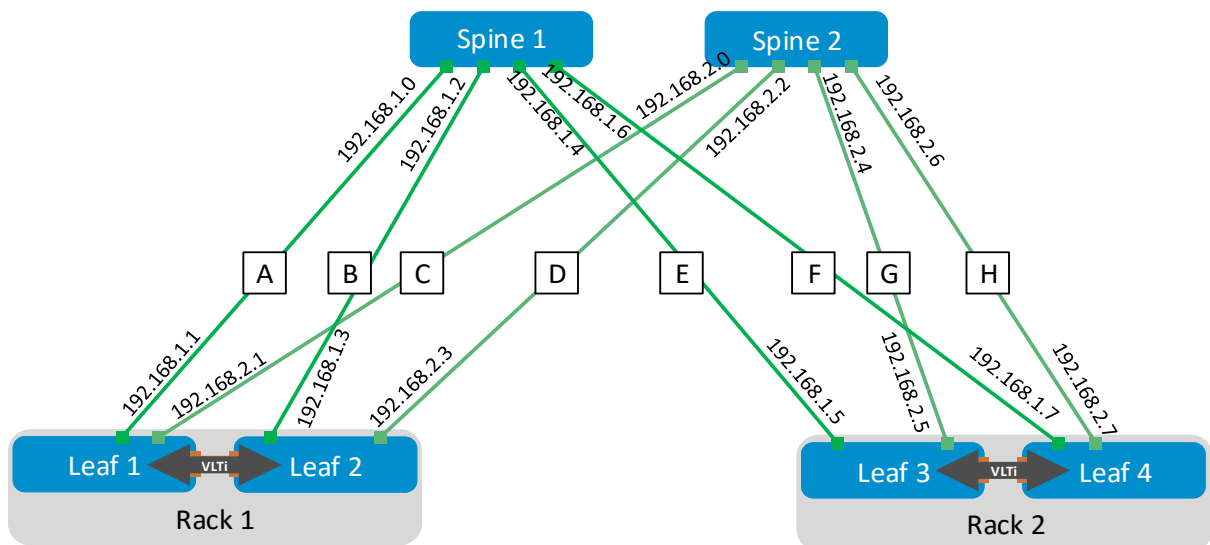 Spine 1
Spine 2
192.168.1.0
192.168.1.2
192.168.1.4
192.168.1.6
192.168.2.0
192.168.2.2
192.168.2.4
192.168.2.6
A
B
C
D
E
F
G
H
192.168.1.1
192.168.2.1
192.168.1.3
192.168.2.3
192.168.1.5
192.168.2.5
192.168.1.7
192.168.2.7
Leaf 1
VLTi
Leaf 2
Leaf 3
VLTi
Leaf 4
Rack 1
Rack 2